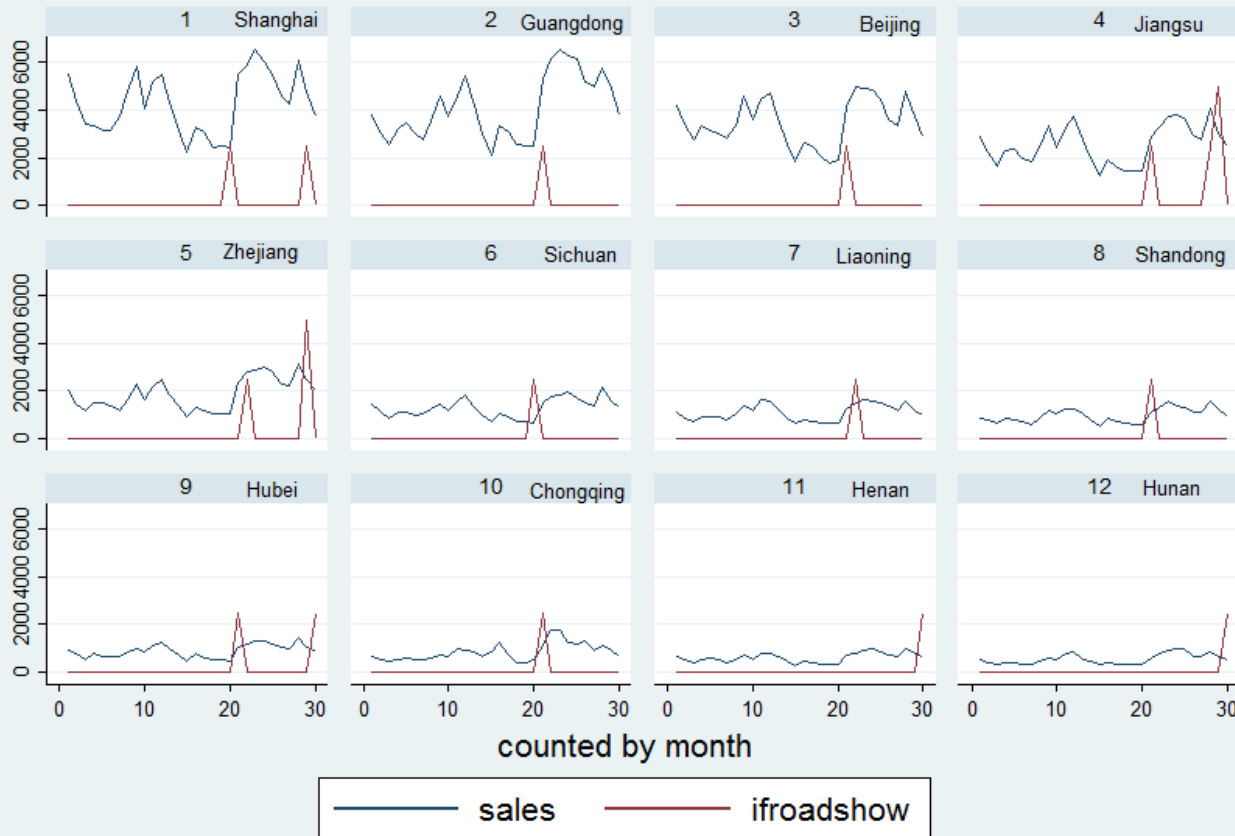 1 Shanghai
2 Guangdong
3 Beijing
4 Jiangsu
0 2000 4000 6000
5 Zhejiang
6 Sichuan
7 Liaoning
8 Shandong
0 2000 4000 6000
9 Hubei
10 Chongqing
11 Henan
12 Hunan
0 2000 4000 6000
0 10 20 30
0 10 20 30
0 10 20 30
0 10 20 30
counted by month
sales ifroadshow